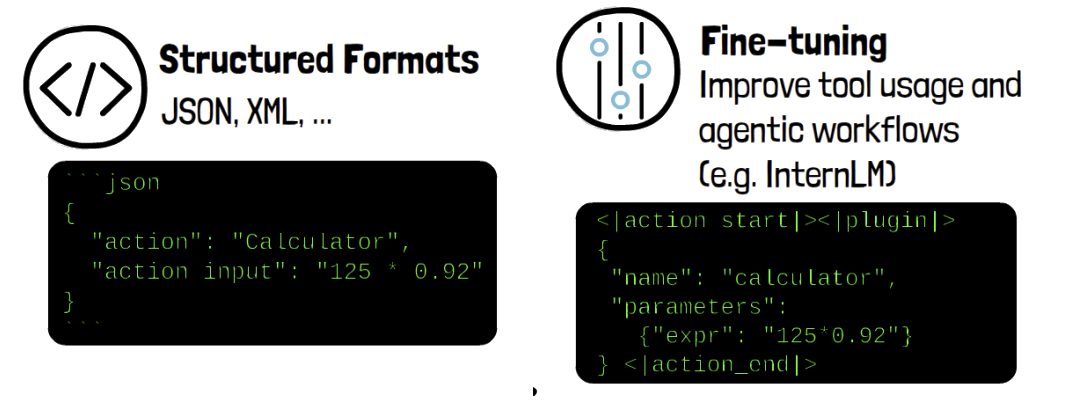 Structured Formats
JSON, XML, ...
```json
{
"action": "Calculator",
"action input": "125 * 0.92"
}
```
Fine-tuning
Improve tool usage and
agentic workflows
(e.g. InternLM)
<|action start|><|plugin|>
{
"name": "calculator",
"parameters":
{"expr": "125*0.92"}
} <|action_end|>